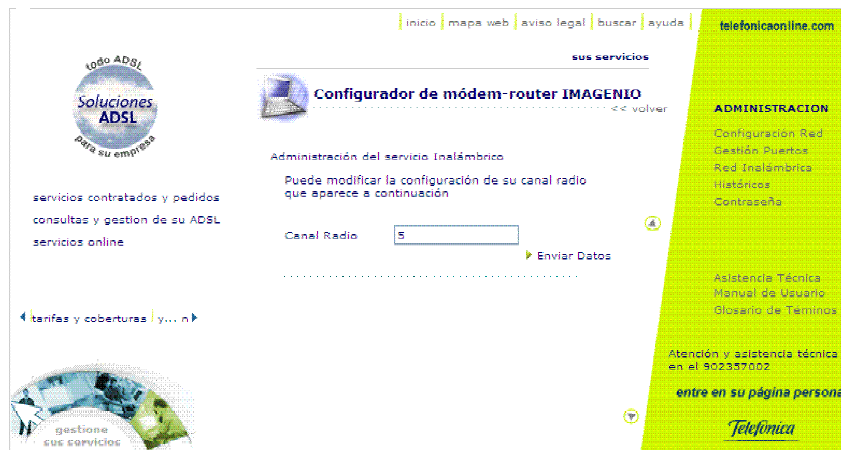 inicio mapa web aviso legal buscar ayuda
telefonicaonline.com
sus servicios
todo ADSL
Soluciones
ADSL
para su empresa
Configurador de módem-router IMAGENIO
<< volver
Administración del servicio Inalámbrico
Puede modificar la configuración de su canal radio
que aparece a continuación
Canal Radio 5
Enviar Datos
servicios contratados y pedidos
consultas y gestion de su ADSL
servicios online
tarifas y coberturas y... n
gestione
sus servicios
ADMINISTRACION
Configuración Red
Gestión Puertos
Red Inalámbrica
Históricos
Contraseña
Asistencia Técnica
Manual de Usuario
Glosario de Teminos
Atención y asistencia técnica
en el 902357002
entre en su página persona
Telefónica